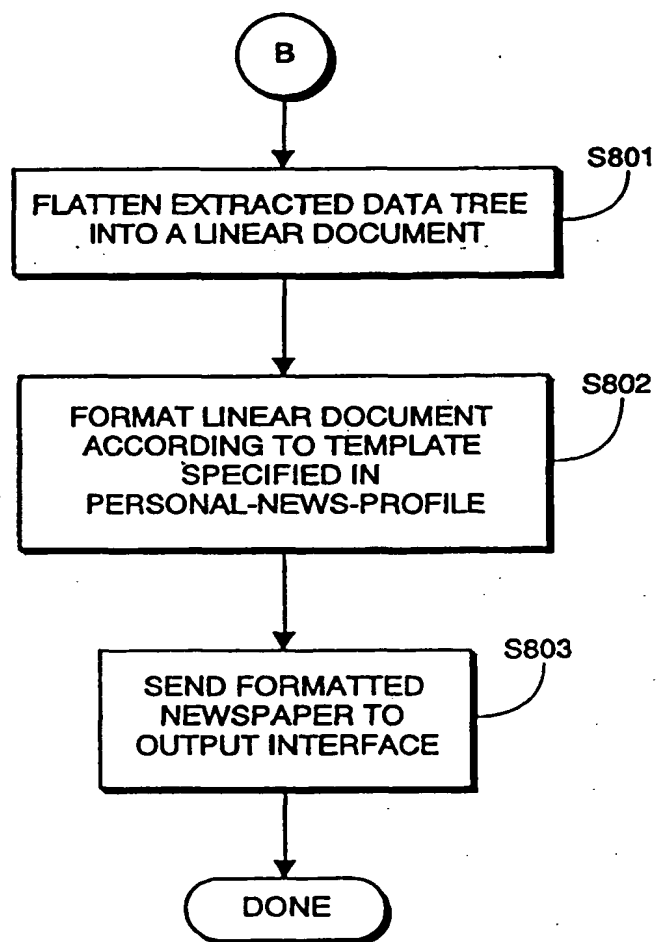 B
S801
FLATTEN EXTRACTED DATA TREE
INTO A LINEAR DOCUMENT
S802
FORMAT LINEAR DOCUMENT
ACCORDING TO TEMPLATE
SPECIFIED IN
PERSONAL-NEWS-PROFILE
S803
SEND FORMATTED
NEWSPAPER TO
OUTPUT INTERFACE
DONE